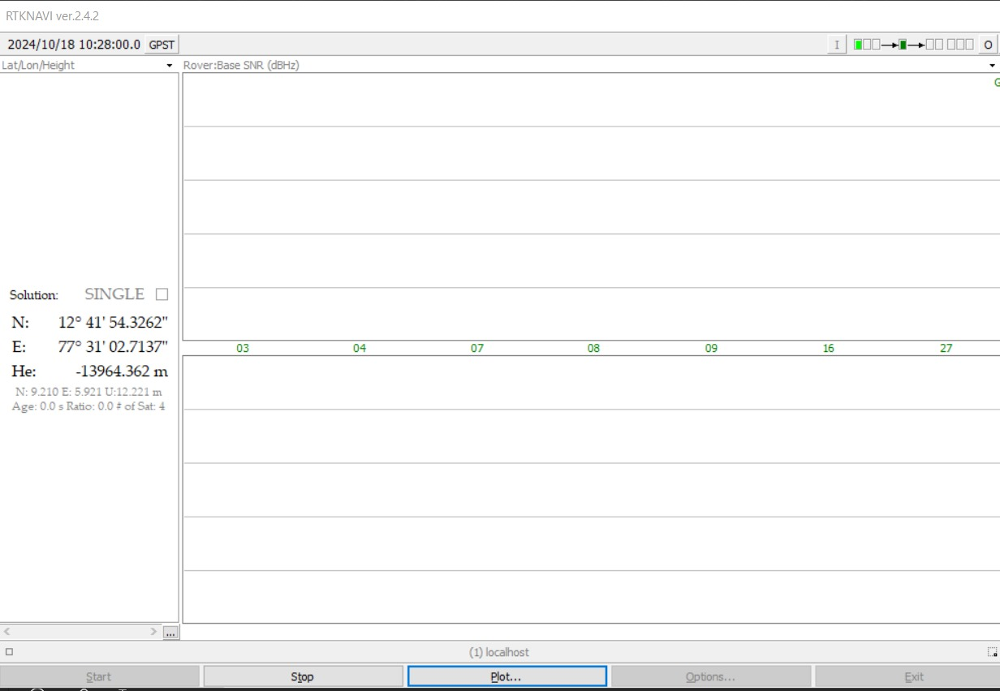 RTKNAVI ver.2.4.2
2024/10/18 10:28:00.0 GPST I O
Lat/Lon/Height Rover:Base SNR (dBHz)
G
Solution: SINGLE
N: 12° 41' 54.3262"
E: 77° 31' 02.7137"
He: -13964.362 m
N: 9.210 E: 5.921 U:12.221 m
Age: 0.0 s Ratio: 0.0 # of Sat: 4
03 04 07 08 09 16 27
...
(1) localhost
Start Stop Plot... Options... Exit